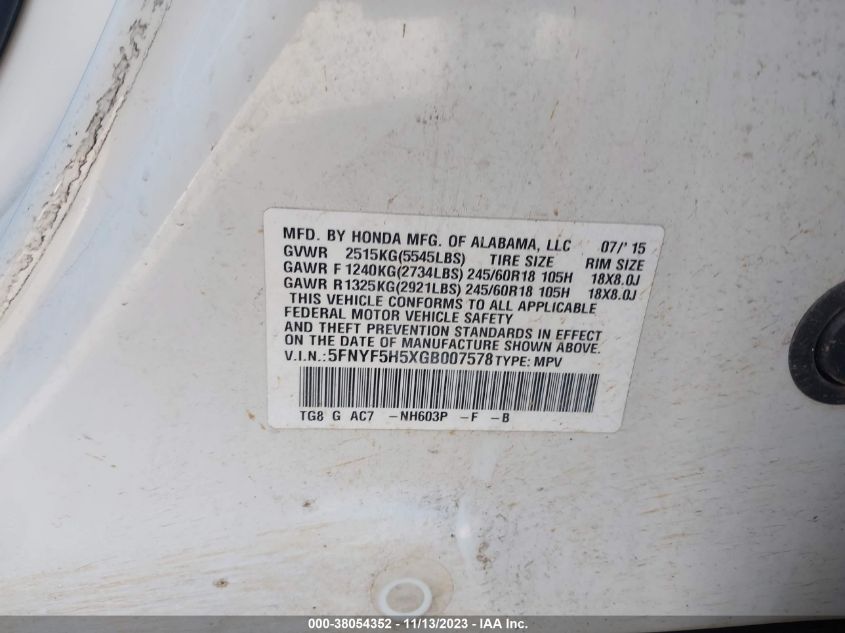 MFD. BY HONDA MFG. OF ALABAMA, LLC 07/'15
GVWR 2515KG(5545LBS) TIRE SIZE RIM SIZE
GAWR F 1240KG(2734LBS) 245/60R18 105H 18X8.0J
GAWR R 1325KG(2921LBS) 245/60R18 105H 18X8.0J
THIS VEHICLE CONFORMS TO ALL APPLICABLE
FEDERAL MOTOR VEHICLE SAFETY
AND THEFT PREVENTION STANDARDS IN EFFECT
ON THE DATE OF MANUFACTURE SHOWN ABOVE.
V.I.N.: 5FNYF5H5XGB007578 TYPE: MPV
TG8 G AC7 -NH603P -F -B
000-38054352 - 11/13/2023 - IAA Inc.